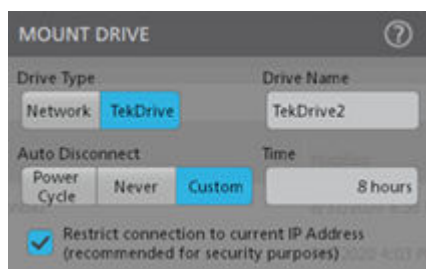 MOUNT DRIVE ?
Drive Type Drive Name
Network TekDrive TekDrive2
Auto Disconnect Time
Power Cycle Never Custom 8 hours
Restrict connection to current IP Address
(recommended for security purposes)